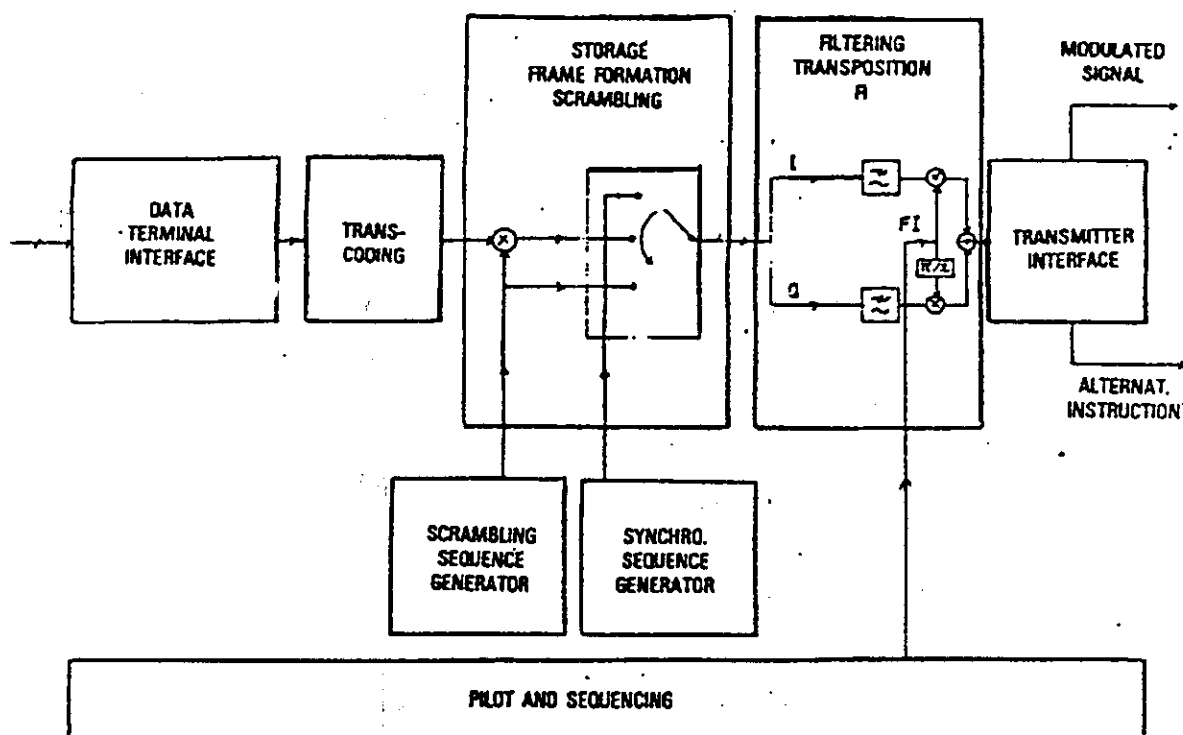 STORAGE
FRAME FORMATION
SCRAMBLING
FILTERING
TRANSPOSITION
FI
MODULATED
SIGNAL
DATA
TERMINAL
INTERFACE
TRANS-
CODING
I
FI
π/2
Q
TRANSMITTER
INTERFACE
ALTERNAT.
INSTRUCTION
SCRAMBLING
SEQUENCE
GENERATOR
SYNCHRO.
SEQUENCE
GENERATOR
PILOT AND SEQUENCING